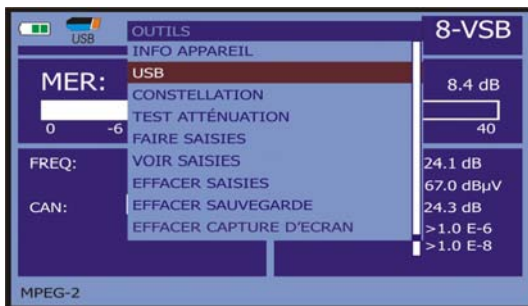 USB
OUTILS
8-VSB
INFO APPAREIL
USB
CONSTELLATION
TEST ATTÉNUATION
FAIRE SAISIES
VOIR SAISIES
EFFACER SAISIES
EFFACER SAUVEGARDE
EFFACER CAPTURE D'ECRAN
MER:
8.4 dB
0 -6 40
FREQ:
24.1 dB
67.0 dBµV
CAN:
24.3 dB
>1.0 E-6
>1.0 E-8
MPEG-2